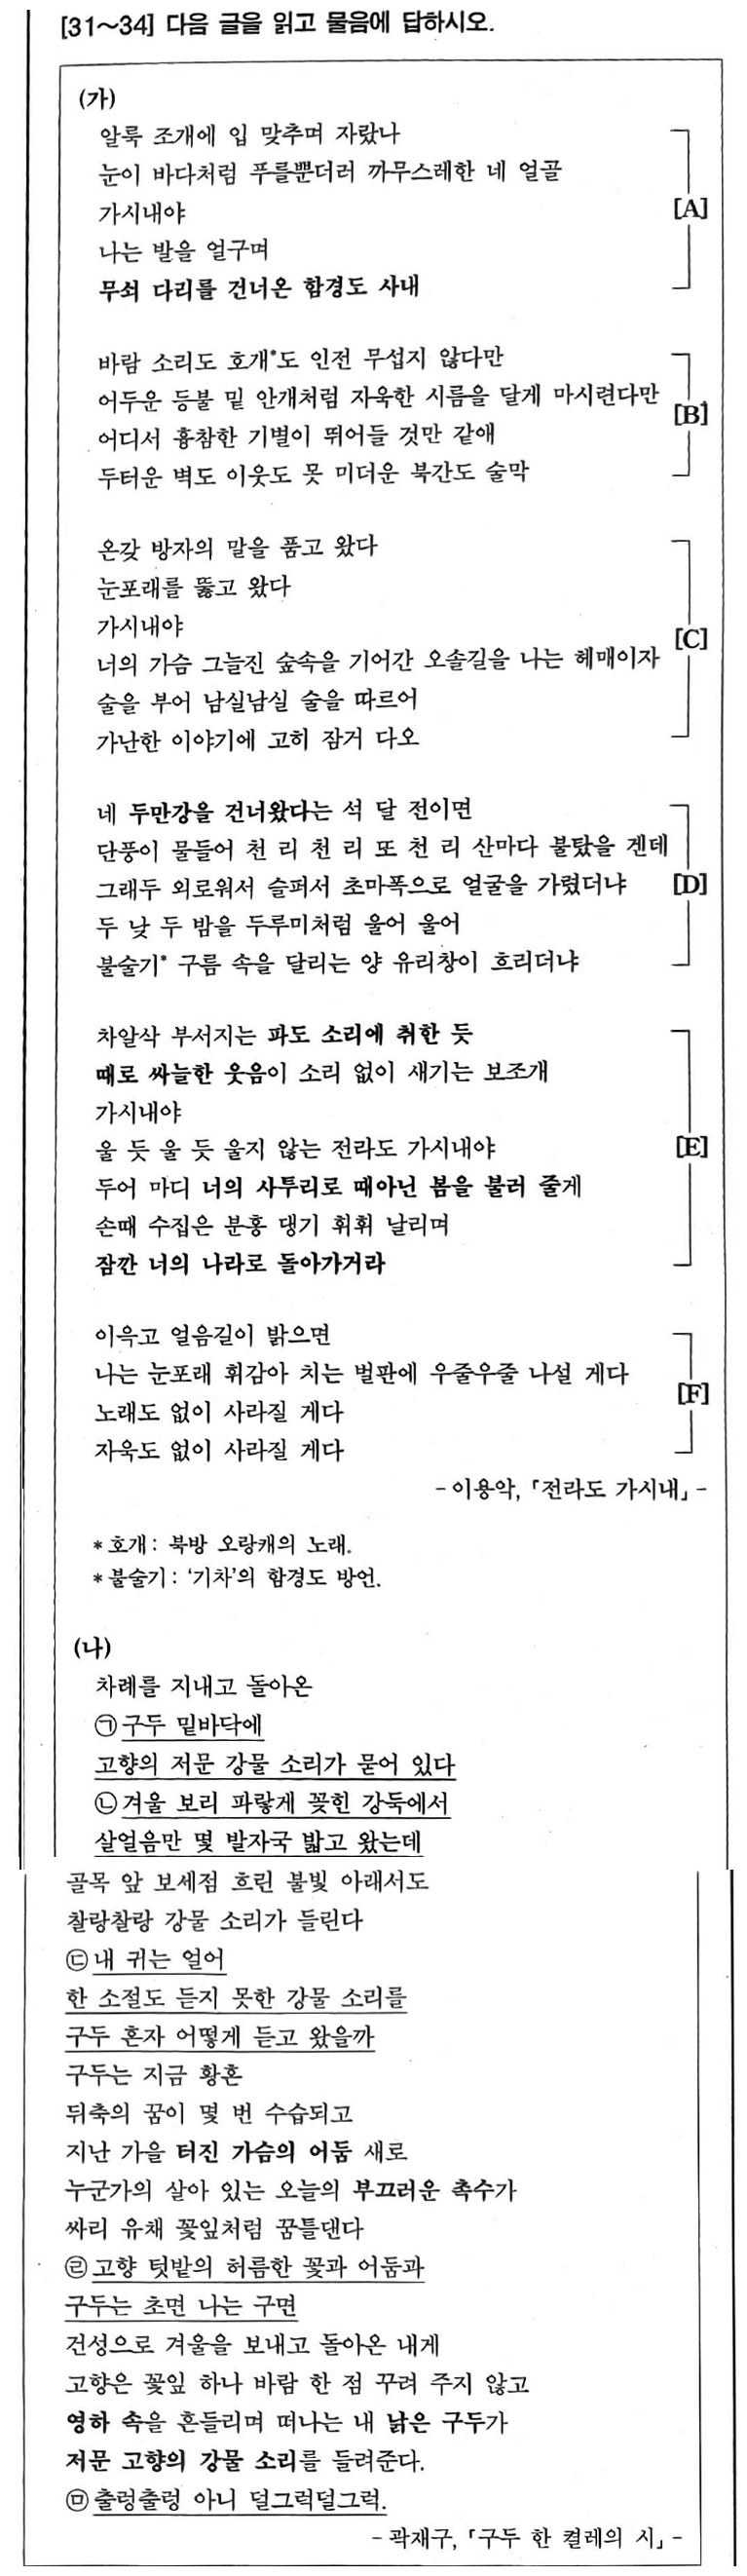 [31~34] 다음 글을 읽고 물음에 답하시오.
(가)
알룩 조개에 입 맞추며 자랐나
눈이 바다처럼 푸를뿐더러 까무스레한 네 얼골
가시내야
나는 발을 얼구며
무쇠 다리를 건너온 함경도 사내
[A]
바람 소리도 호개*도 인전 무섭지 않다만
어두운 등불 밑 안개처럼 자욱한 시름을 달게 마시련다만
어디서 흉참한 기별이 뛰어들 것만 같애
두터운 벽도 이웃도 못 미더운 북간도 술막
[B]
온갖 방자의 말을 품고 왔다
눈포래를 뚫고 왔다
가시내야
너의 가슴 그늘진 숲속을 기어간 오솔길을 나는 헤매이자
술을 부어 남실남실 술을 따르어
가난한 이야기에 고히 잠거 다오
[C]
네 두만강을 건너왔다는 석 달 전이면
단풍이 물들어 천 리 천 리 또 천 리 산마다 불탔을 겐데
그래두 외로워서 슬퍼서 초마폭으로 얼굴을 가렸더냐
두 낮 두 밤을 두루미처럼 울어 울어
불술기* 구름 속을 달리는 양 유리창이 흐리더냐
[D]
차알삭 부서지는 파도 소리에 취한 듯
때로 싸늘한 웃음이 소리 없이 새기는 보조개
가시내야
울 듯 울 듯 울지 않는 전라도 가시내야
두어 마디 너의 사투리로 때아닌 봄을 불러 줄게
손때 수집은 분홍 댕기 휘휘 날리며
잠깐 너의 나라로 돌아가거라
[E]
이윽고 얼음길이 밝으면
나는 눈포래 휘감아 치는 벌판에 우줄우줄 나설 게다
노래도 없이 사라질 게다
자욱도 없이 사라질 게다
[F]
- 이용악, 「전라도 가시내」 -
* 호개 : 북방 오랑캐의 노래.
* 불술기 : ‘기차’의 함경도 방언.
(나)
차례를 지내고 돌아온
㉠ 구두 밑바닥에
고향의 저문 강물 소리가 묻어 있다
㉡ 겨울 보리 파랗게 꽂힌 강둑에서
살얼음만 몇 발자국 밟고 왔는데
골목 앞 보세점 흐린 불빛 아래서도
찰랑찰랑 강물 소리가 들린다
㉢ 내 귀는 얼어
한 소절도 듣지 못한 강물 소리를
구두 혼자 어떻게 듣고 왔을까
구두는 지금 황혼
뒤축의 꿈이 몇 번 수습되고
지난 가을 터진 가슴의 어둠 새로
누군가의 살아 있는 오늘의 부끄러운 촉수가
싸리 유채 꽃잎처럼 꿈틀댄다
㉣ 고향 텃밭의 허름한 꽃과 어둠과
구두는 초면 나는 구면
건성으로 겨울을 보내고 돌아온 내게
고향은 꽃잎 하나 바람 한 점 꾸려 주지 않고
영하 속을 흔들리며 떠나는 내 낡은 구두가
저문 고향의 강물 소리를 들려준다.
㉤ 출렁출렁 아니 덜그럭덜그럭.
- 곽재구, 「구두 한 켤레의 시」 -